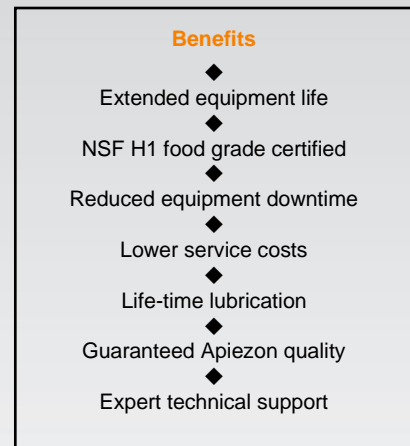 Benefits
◆
Extended equipment life
◆
NSF H1 food grade certified
◆
Reduced equipment downtime
◆
Lower service costs
◆
Life-time lubrication
◆
Guaranteed Apiezon quality
◆
Expert technical support